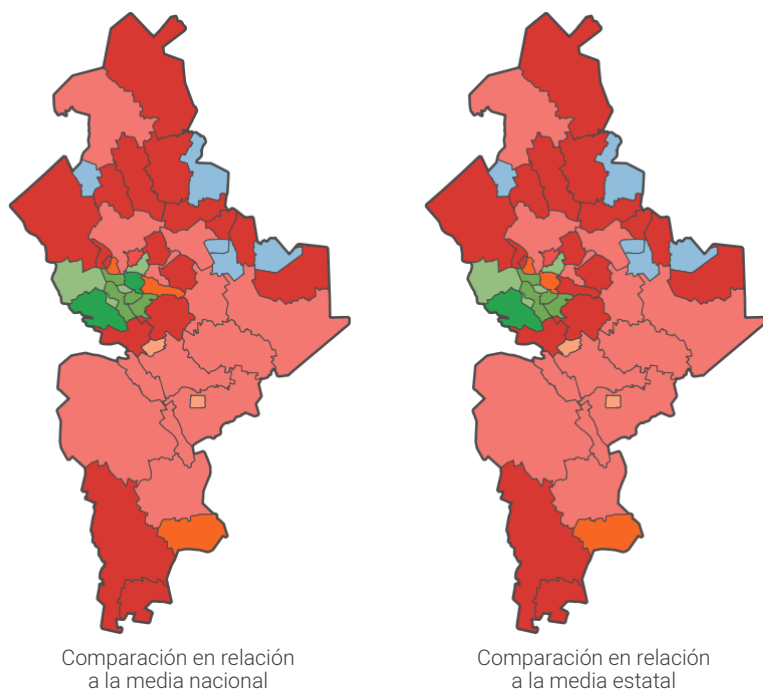 Comparación en relación
a la media nacional
Comparación en relación
a la media estatal